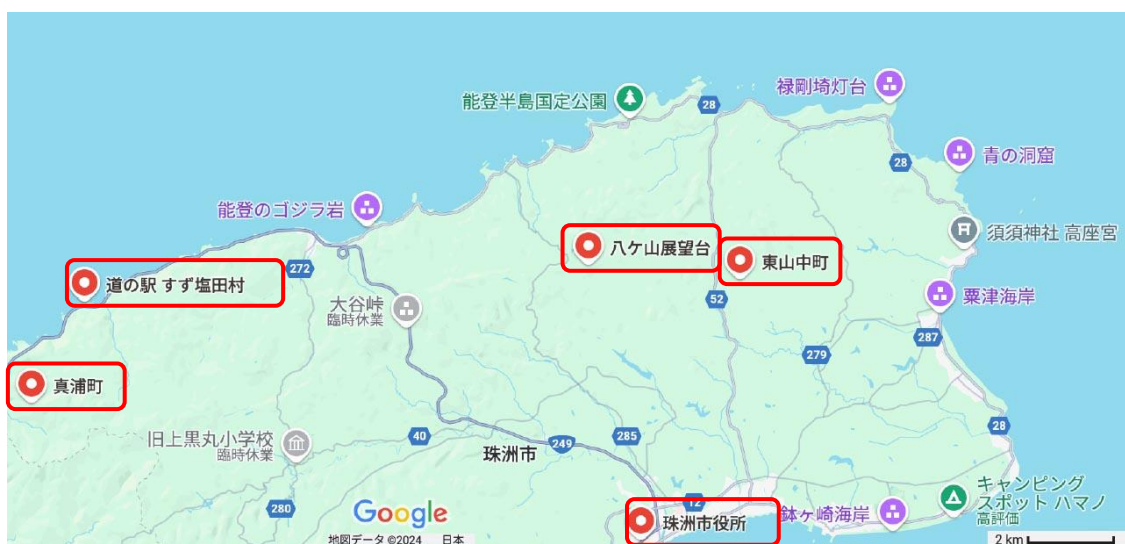 禄剛埼灯台
能登半島国定公園
28
青の洞窟
28
能登のゴジラ岩
須須神社 高座宮
八ケ山展望台
東山中町
道の駅 すず塩田村
272
大谷峠
臨時休業
52
粟津海岸
287
279
真浦町
旧上黒丸小学校
臨時休業
40
珠洲市
249
285
28
キャンピング
スポット ハマノ
高評価
280
Google
12
珠洲市役所
鉢ヶ崎海岸
地図データ ©2024
日本
2 km